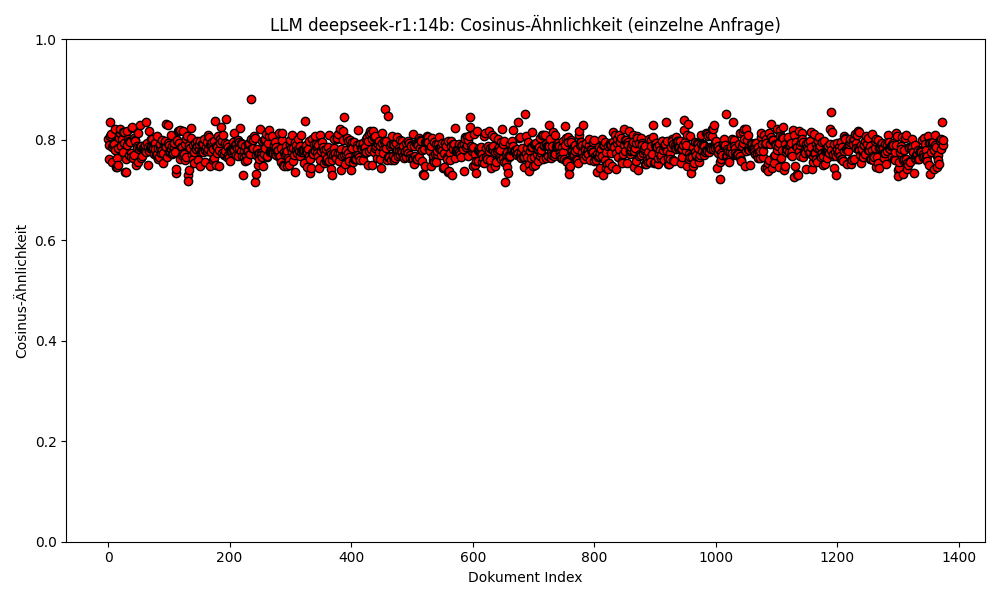 LLM deepseek-r1:14b: Cosinus-Ähnlichkeit (einzelne Anfrage)
1.0
0.8
0.6
0.4
0.2
0.0
Cosinus-Ähnlichkeit
0 200 400 600 800 1000 1200 1400
Dokument Index